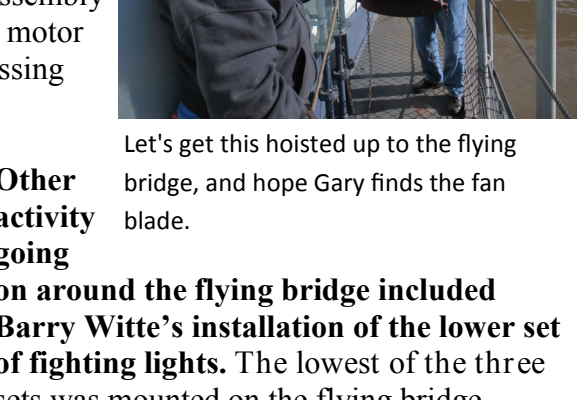 motor
Let's get this hoisted up to the flying
bridge, and hope Gary finds the fan
blade.
Other
activity
going
on around the flying bridge included
Barry Witte's installation of the lower set
of fighting lights. The lowest of the three
sets was mounted on the flying bridge